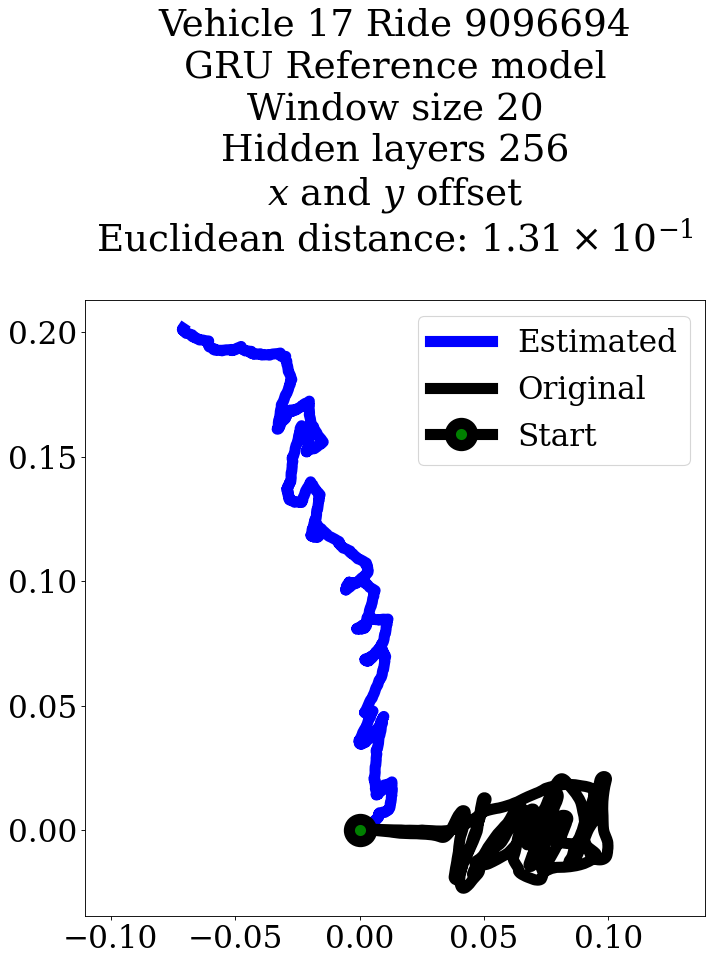 Vehicle 17 Ride 9096694
GRU Reference model
Window size 20
Hidden layers 256
x and y offset
Euclidean distance: 1.31 × 10⁻¹
Estimated
Original
Start
0.20
0.15
0.10
0.05
0.00
−0.10 −0.05 0.00 0.05 0.10